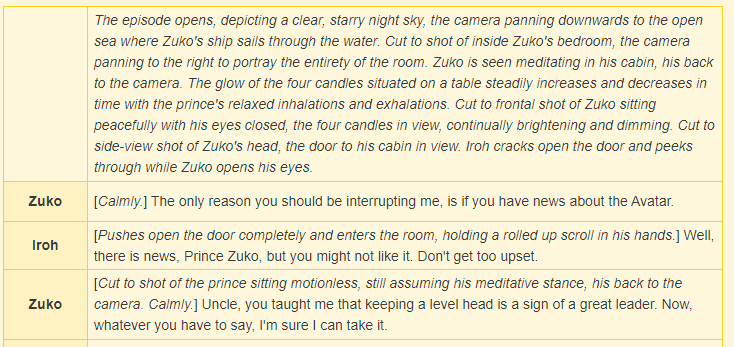 The episode opens, depicting a clear, starry night sky, the camera panning downwards to the open
sea where Zuko's ship sails through the water. Cut to shot of inside Zuko's bedroom, the camera
panning to the right to portray the entirety of the room. Zuko is seen meditating in his cabin, his back
to the camera. The glow of the four candles situated on a table steadily increases and decreases in
time with the prince's relaxed inhalations and exhalations. Cut to frontal shot of Zuko sitting
peacefully with his eyes closed, the four candles in view, continually brightening and dimming. Cut to
side-view shot of Zuko's head, the door to his cabin in view. Iroh cracks open the door and peeks
through while Zuko opens his eyes.
Zuko
[Calmly.] The only reason you should be interrupting me, is if you have news about the Avatar.
Iroh
[Pushes open the door completely and enters the room, holding a rolled up scroll in his hands.] Well,
there is news, Prince Zuko, but you might not like it. Don't get too upset.
Zuko
[Cut to shot of the prince sitting motionless, still assuming his meditative stance, his back to the
camera. Calmly.] Uncle, you taught me that keeping a level head is a sign of a great leader. Now,
whatever you have to say, I'm sure I can take it.